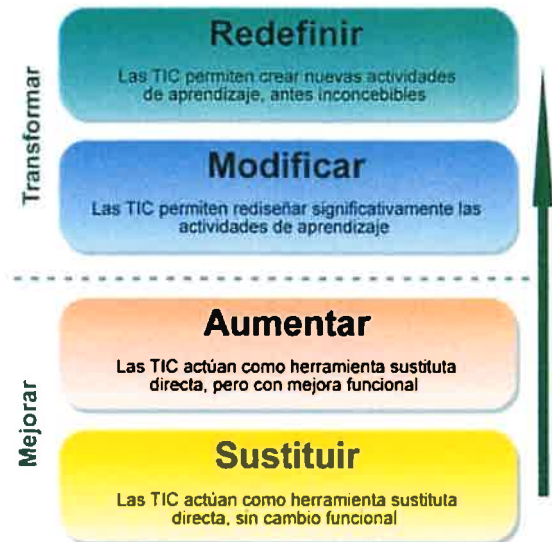 Transformar
Redefinir
Las TIC permiten crear nuevas actividades
de aprendizaje, antes inconcebibles
Modificar
Las TIC permiten rediseñar significativamente las
actividades de aprendizaje
Mejorar
Aumentar
Las TIC actúan como herramienta sustituta
directa, pero con mejora funcional
Sustituir
Las TIC actúan como herramienta sustituta
directa, sin cambio funcional